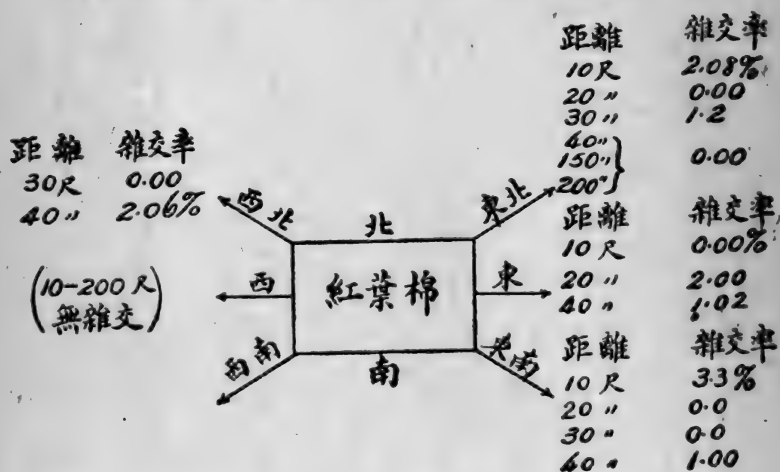 距離 雜交率
30尺 0.00
40〃 2.06%
(10-200尺
無雜交)
西北
西
西南
北
紅葉棉
南
東北
東
東南
距離 雜交率
10尺 2.08%
20〃 0.00
30〃 1.2
40〃
150〃 } 0.00
200〃
距離 雜交率
10尺 0.00%
20〃 2.00
40〃 1.02
距離 雜交率
10尺 3.3%
20〃 0.0
30〃 0.0
40〃 1.00